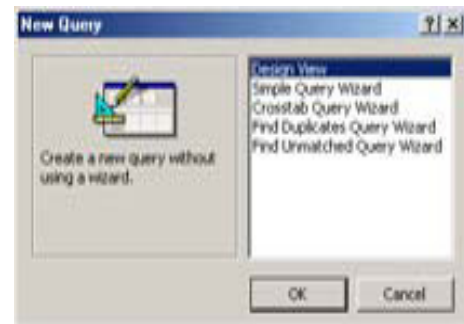 New Query
Create a new query without
using a wizard.
Design View
Simple Query Wizard
Crosstab Query Wizard
Find Duplicates Query Wizard
Find Unmatched Query Wizard
OK
Cancel